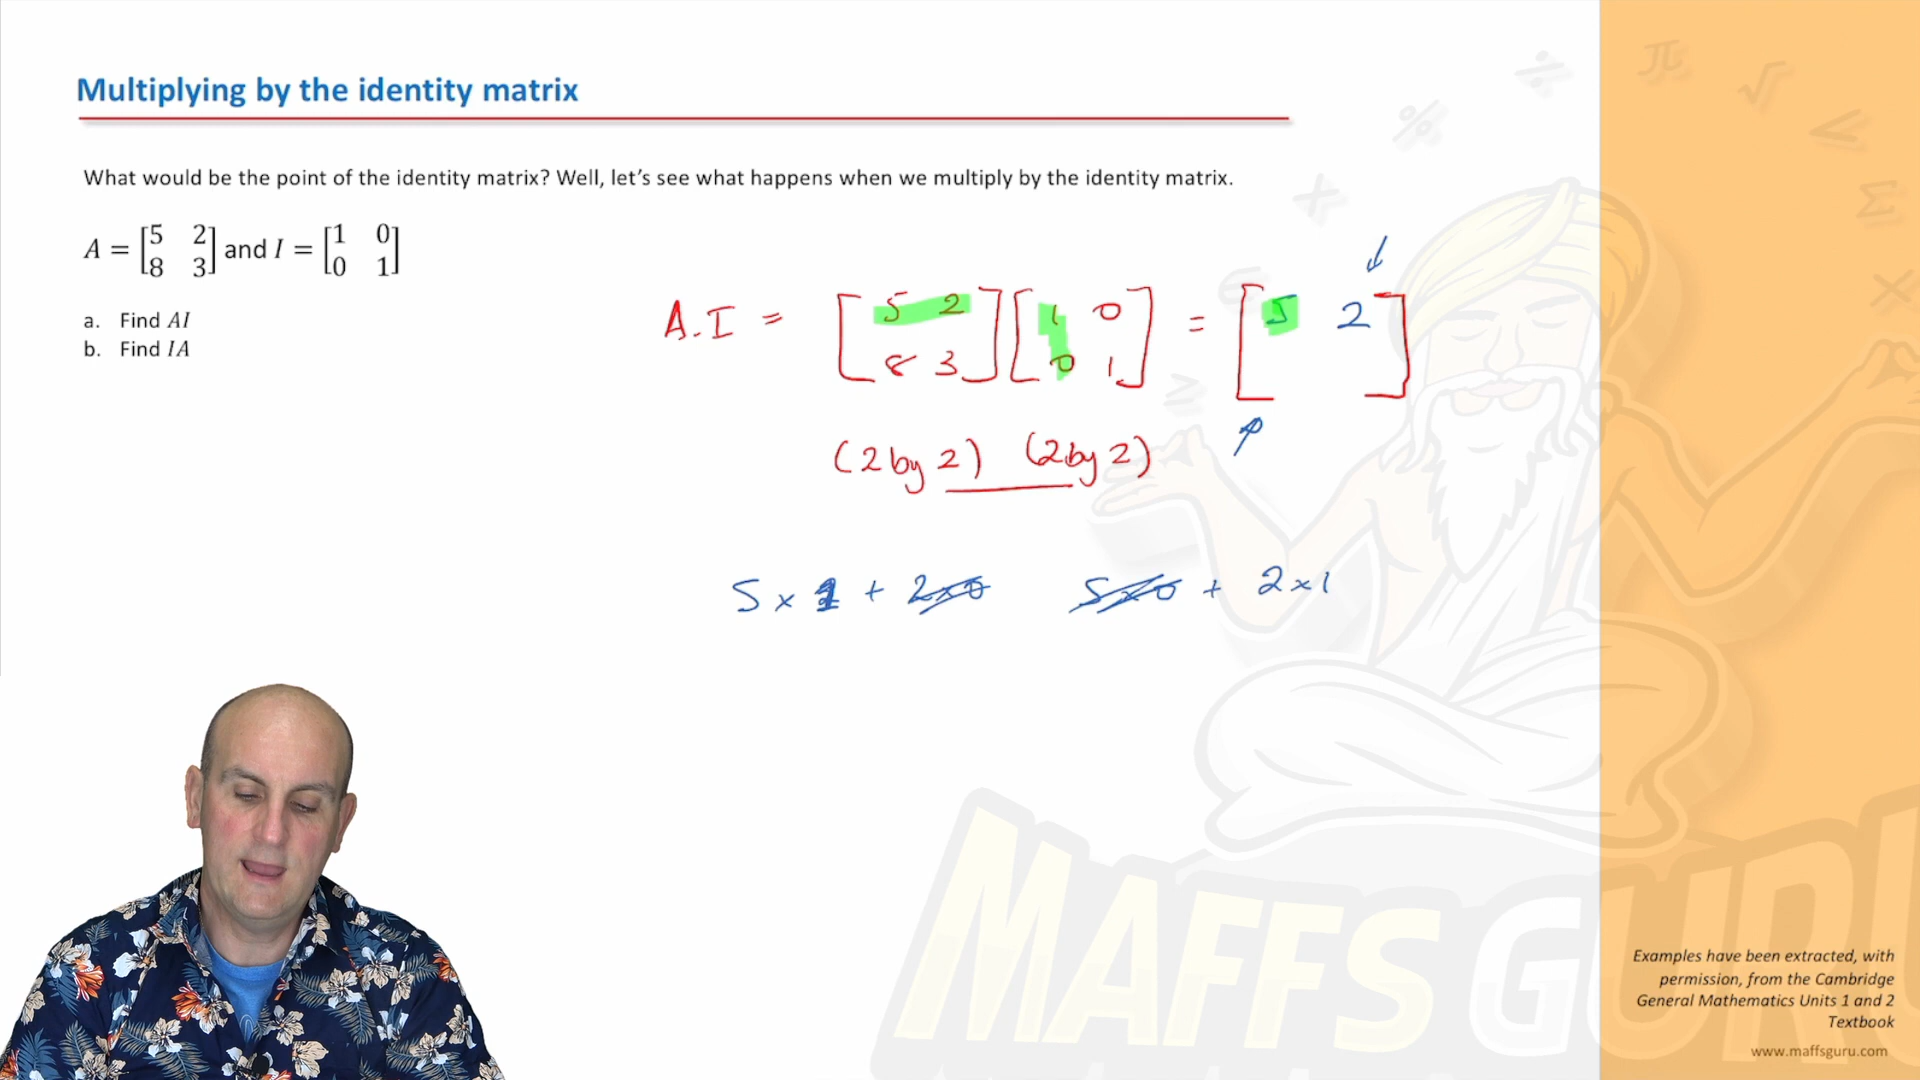 Multiplying by the identity matrix
What would be the point of the identity matrix? Well, let's see what happens when we multiply by the identity matrix.
A = [5 2 8 3] and I = [1 0 0 1]
a. Find AI
b. Find IA
A.I = [5 2 8 3][1 0 0 1] = [5 2]
(2 by 2) (2 by 2)
5 × 1 + 2×0 5×0 + 2×1
MAFFS GURU
Examples have been extracted, with
permission, from the Cambridge
General Mathematics Units 1 and 2
Textbook
www.maffsguru.com